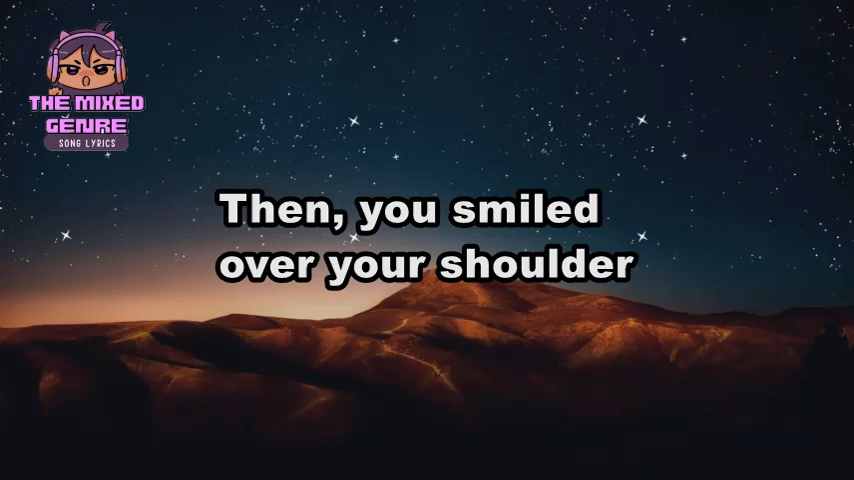 THE MIXED
GENRE
SONG LYRICS
Then, you smiled
over your shoulder